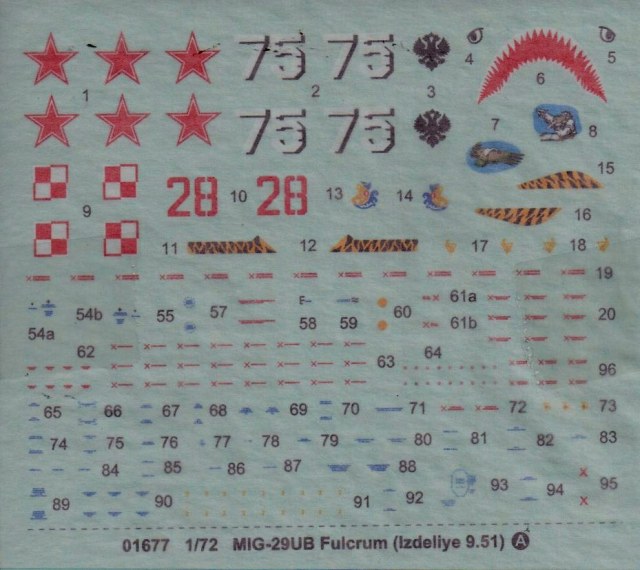 75 75 4 5
1 2 3 6
75 75 7 8
15
28 10 28 13 14 16
9
11 12 17 18
19
54b 55 57 58 59 60 61a
61b 20
54a
62 63 64
96
65 66 67 68 69 70 71 72 73
74 75 76 77 78 79 80 81 82 83
84 85 86 87 88
89 90 91 92 93 94 95
01677 1/72 MIG-29UB Fulcrum (Izdeliye 9.51) A